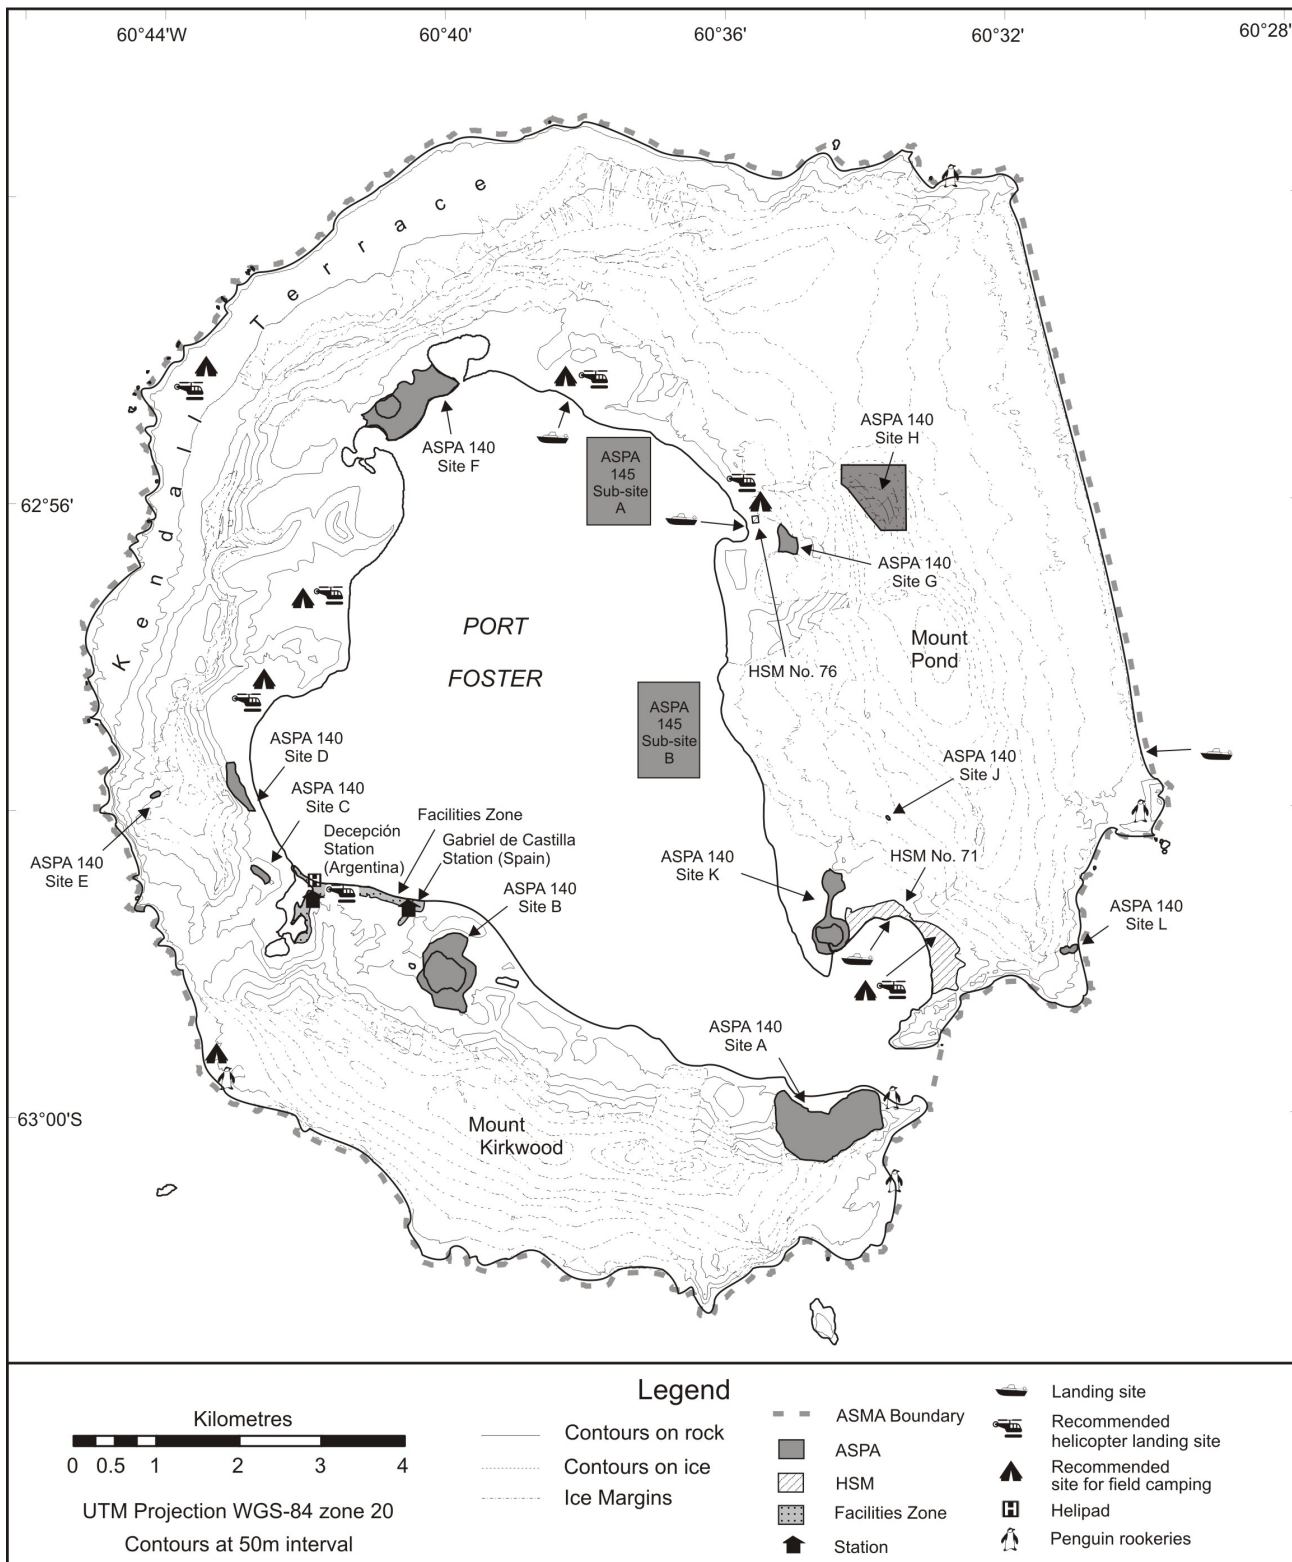 60°44'W
60°40'
60°36'
60°32'
60°28'
Kendall Terrace
ASPA 140
Site F
ASPA
145
Sub-site
A
ASPA 140
Site H
62°56'
ASPA 140
Site G
PORT
FOSTER
Mount
Pond
HSM No. 76
ASPA
145
Sub-site
B
ASPA 140
Site D
ASPA 140
Site J
ASPA 140
Site C
Facilities Zone
Decepción
Station
(Argentina)
Gabriel de Castilla
Station (Spain)
ASPA 140
Site E
ASPA 140
Site K
HSM No. 71
ASPA 140
Site B
ASPA 140
Site L
H
ASPA 140
Site A
63°00'S
Mount
Kirkwood
Legend
Kilometres
0 0.5 1 2 3 4
UTM Projection WGS-84 zone 20
Contours at 50m interval
Contours on rock
Contours on ice
Ice Margins
ASMA Boundary
ASPA
HSM
Facilities Zone
Station
Landing site
Recommended
helicopter landing site
Recommended
site for field camping
H
Helipad
Penguin rookeries